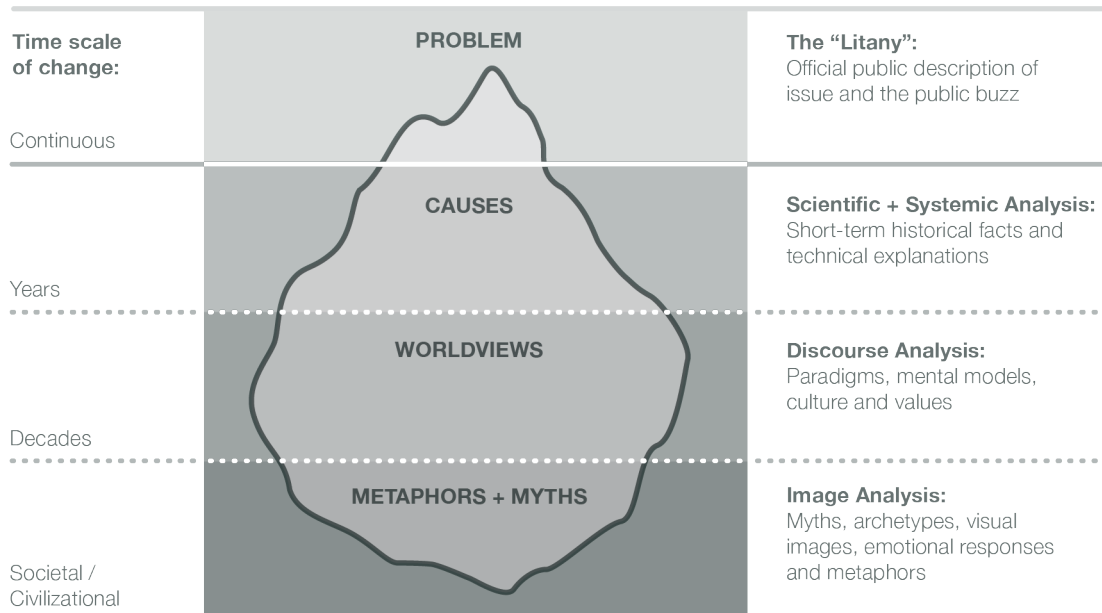 Time scale
of change:
PROBLEM
The “Litany”:
Official public description of
issue and the public buzz
Continuous
CAUSES
Scientific + Systemic Analysis:
Short-term historical facts and
technical explanations
Years
WORLDVIEWS
Discourse Analysis:
Paradigms, mental models,
culture and values
Decades
METAPHORS + MYTHS
Image Analysis:
Myths, archetypes, visual
images, emotional responses
and metaphors
Societal /
Civilizational